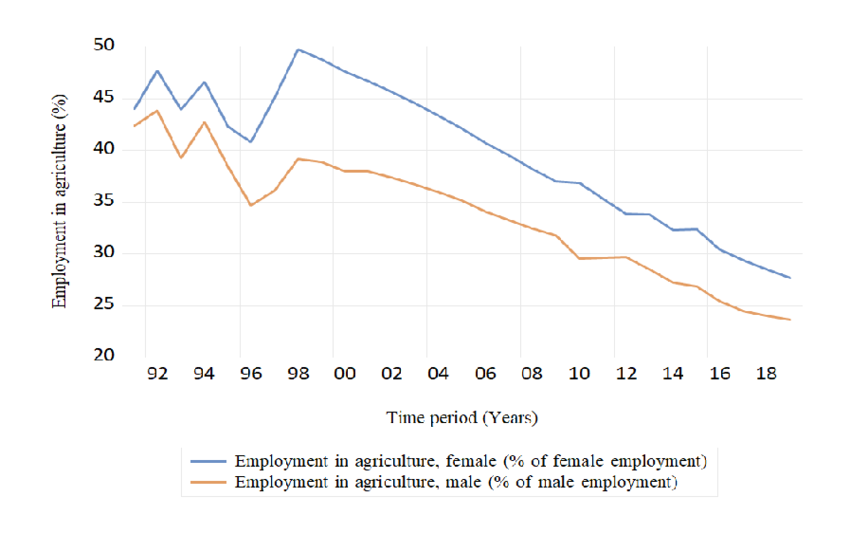 50
45
40
35
30
25
20
Employment in agriculture (%)
92 94 96 98 00 02 04 06 08 10 12 14 16 18
Time period (Years)
Employment in agriculture, female (% of female employment)
Employment in agriculture, male (% of male employment)